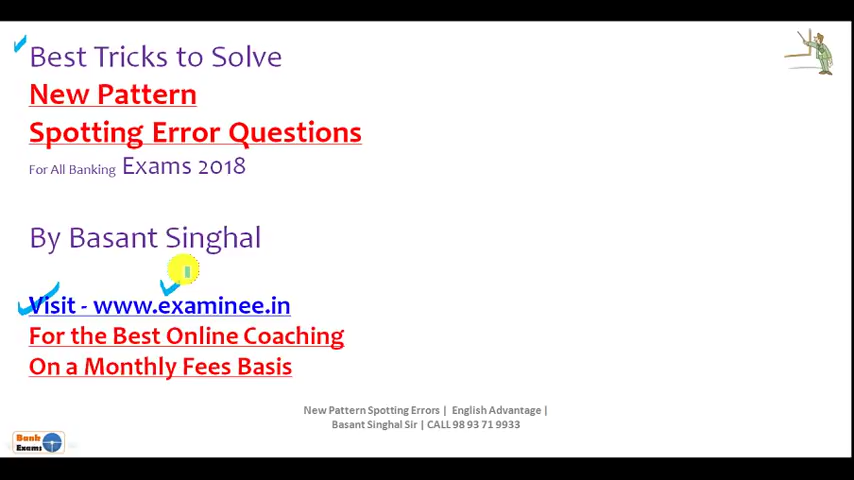 Best Tricks to Solve
New Pattern
Spotting Error Questions
For All Banking Exams 2018
By Basant Singhal
Visit - www.examinee.in
For the Best Online Coaching
On a Monthly Fees Basis
New Pattern Spotting Errors | English Advantage |
Basant Singhal Sir | CALL 98 93 71 9933
Bank
Exams